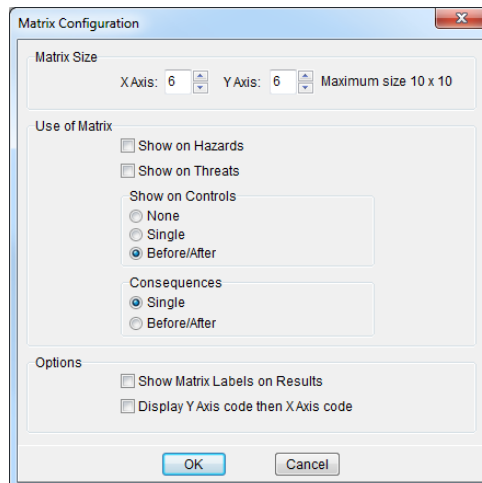 Matrix Configuration
Matrix Size
X Axis: 6 Y Axis: 6 Maximum size 10 x 10
Use of Matrix
Show on Hazards
Show on Threats
Show on Controls
None
Single
Before/After
Consequences
Single
Before/After
Options
Show Matrix Labels on Results
Display Y Axis code then X Axis code
OK Cancel